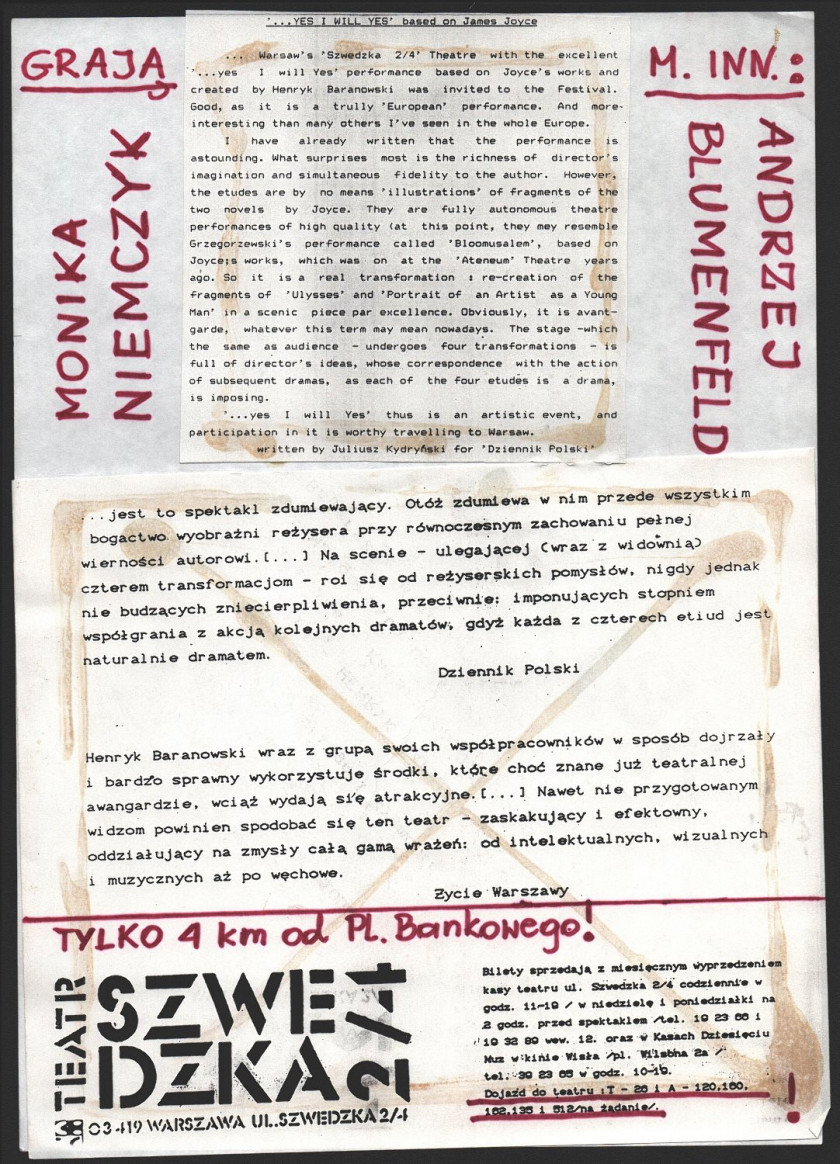 '...YES I WILL YES' based on James Joyce
GRAJĄ
M. INN.:
MONIKA
NIEMCZYK
ANDRZEJ
BLUMENFELD
... Warsaw's 'Szwedzka 2/4' Theatre with the excellent
'...yes I will Yes' performance based on Joyce's works and
created by Henryk Baranowski was invited to the Festival.
Good, as it is a trully 'European' performance. And more
interesting than many others I've seen in the whole Europe.
I have already written that the performance is
astounding. What surprises most is the richness of director's
imagination and simultaneous fidelity to the author. However,
the etudes are by no means 'illustrations' of fragments of the
two novels by Joyce. They are fully autonomous theatre
performances of high quality (at this point, they mey resemble
Grzegorzewski's performance called 'Bloomusalem', based on
Joyce;s works, which was on at the 'Ateneum' Theatre years
ago. So it is a real transformation : re-creation of the
fragments of 'Ulysses' and 'Portrait of an Artist as a Young
Man' in a scenic piece par excellence. Obviously, it is avant-
garde, whatever this term may mean nowadays. The stage -which
the same as audience - undergoes four transformations - is
full of director's ideas, whose correspondence with the action
of subsequent dramas, as each of the four etudes is a drama,
is imposing.
'...yes I will Yes' thus is an artistic event, and
participation in it is worthy travelling to Warsaw.
written by Juliusz Kydryński for 'Dziennik Polski'
...jest to spektakl zdumiewający. Otóż zdumiewa w nim przede wszystkim
bogactwo wyobraźni reżysera przy równoczesnym zachowaniu pełnej
wierności autorowi.[...] Na scenie - ulegającej (wraz z widownią)
czterem transformacjom - roi się od reżyserskich pomysłów, nigdy jednak
nie budzących zniecierpliwienia, przeciwnie: imponujących stopniem
współgrania z akcją kolejnych dramatów, gdyż każda z czterech etiud jest
naturalnie dramatem.
Dziennik Polski
Henryk Baranowski wraz z grupą swoich współpracowników w sposób dojrzały
i bardzo sprawny wykorzystuje środki, które choć znane już teatralnej
awangardzie, wciąż wydają się atrakcyjne.[...] Nawet nie przygotowanym
widzom powinien spodobać się ten teatr - zaskakujący i efektowny,
oddziałujący na zmysły całą gamą wrażeń: od intelektualnych, wizualnych
i muzycznych aż po węchowe.
Zycie Warszawy
TYLKO 4 km od PL. Bankowego!
TEATR
SZWE
DZKA 2/4
03-419 WARSZAWA UL.SZWEDZKA 2/4
Bilety sprzedają z miesięcznym wyprzedzeniem
kasy teatru ul. Szwedzka 2/4 codziennie w
godz. 11-19 / w niedzielę i poniedziałki na
2 godz. przed spektaklem /tel. 19 23 66 i
19 32 89 wew. 12. oraz w Kasach Dziesięciu
Muz w kinie Wisła /pl. Wilsona 2a /
tel. 39 23 65 w godz. 10-16.
Dojazd do teatru :T - 26 i A - 120,160,
162,135 i 512/na żądanie/.
!